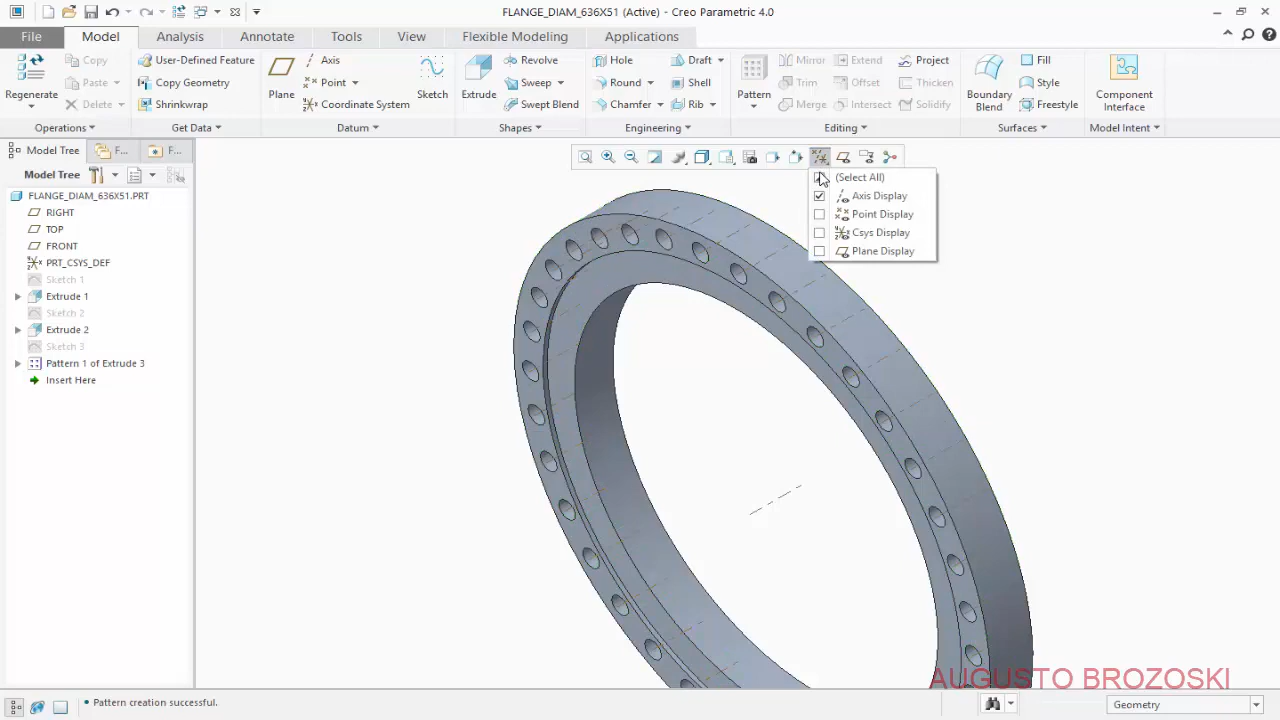 FLANGE_DIAM_636X51 (Active) - Creo Parametric 4.0
File Model Analysis Annotate Tools View Flexible Modeling Applications
Copy User-Defined Feature Axis Revolve Hole Draft Mirror Extend Project Fill
Regenerate Paste Copy Geometry Plane Point Sketch Extrude Sweep Round Shell Pattern Trim Offset Thicken Boundary Blend Style Component Interface
Delete Shrinkwrap Coordinate System Swept Blend Chamfer Rib Merge Intersect Solidify Freestyle
Operations Get Data Datum Shapes Engineering Editing Surfaces Model Intent
Model Tree F... F...
Model Tree
(Select All)
FLANGE_DIAM_636X51.PRT
Axis Display
RIGHT
Point Display
TOP
Csys Display
FRONT
Plane Display
PRT_CSYS_DEF
Sketch 1
Extrude 1
Sketch 2
Extrude 2
Sketch 3
Pattern 1 of Extrude 3
Insert Here
AUGUSTO BROZOSKI
Pattern creation successful.
Geometry